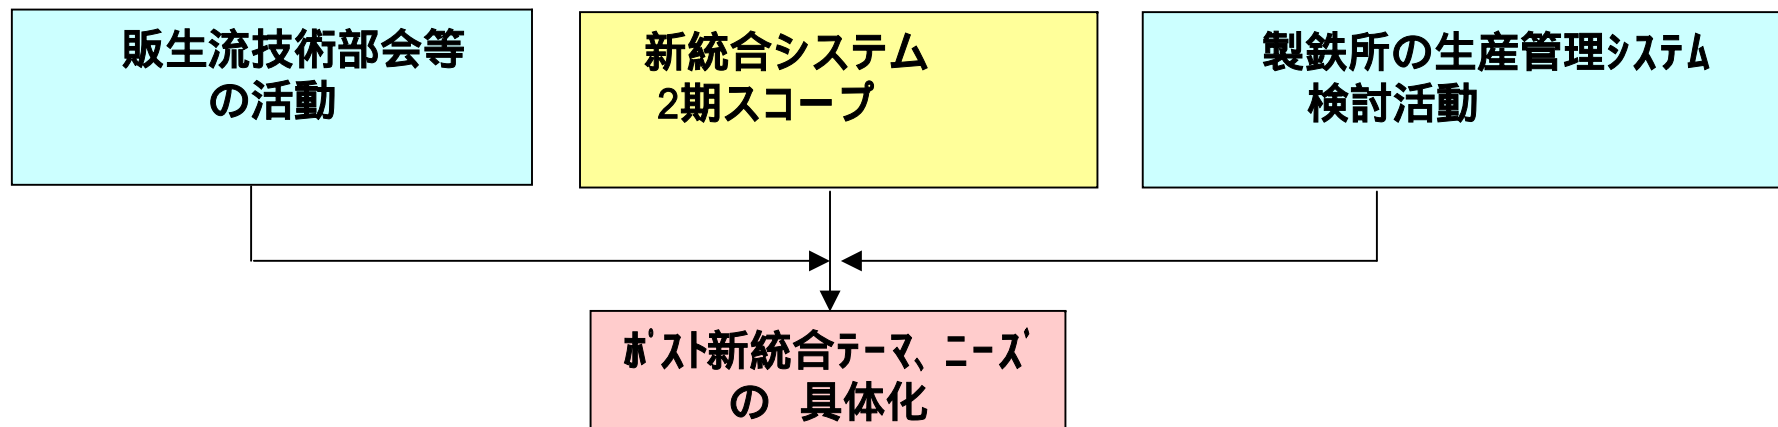 販生流技術部会等
の活動
新統合システム
2期スコープ
製鉄所の生産管理ｼｽﾃﾑ
検討活動
ﾎﾟｽﾄ新統合ﾃｰﾏ、ﾆｰｽﾞ
の 具体化